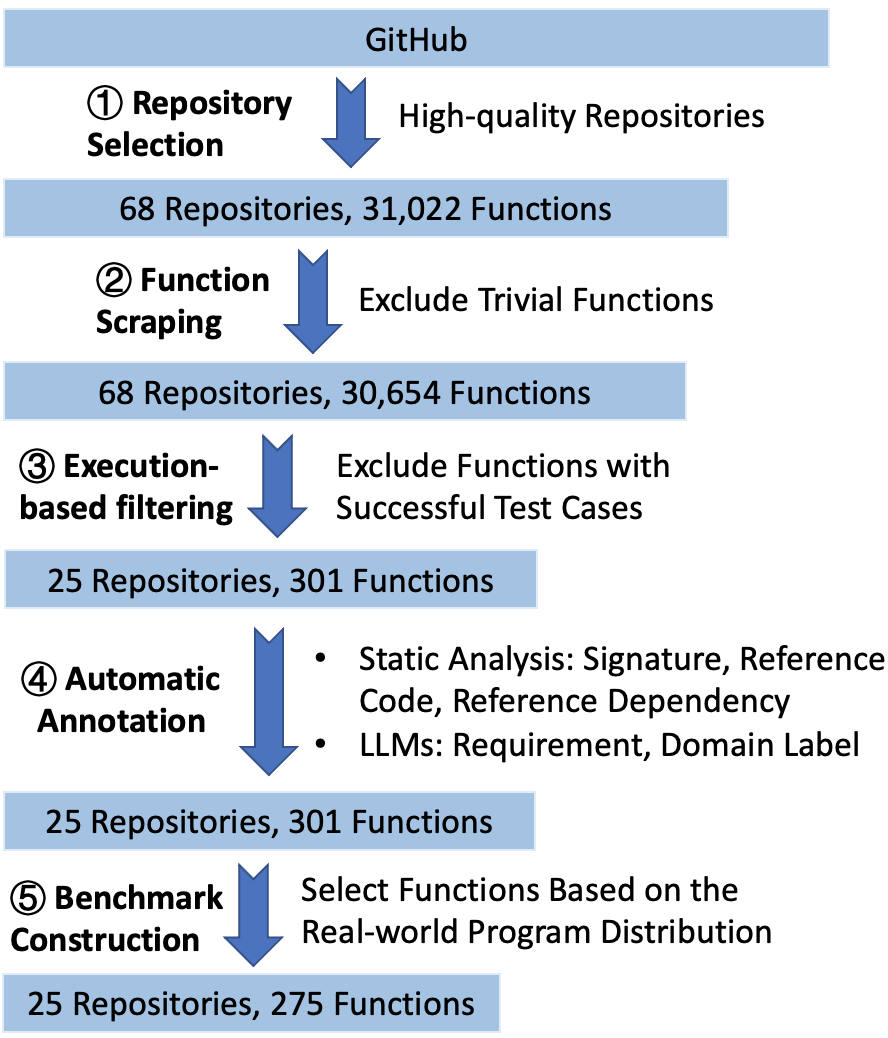 GitHub
① Repository
Selection
High-quality Repositories
68 Repositories, 31,022 Functions
② Function
Scraping
Exclude Trivial Functions
68 Repositories, 30,654 Functions
③ Execution-
based filtering
Exclude Functions with
Successful Test Cases
25 Repositories, 301 Functions
④ Automatic
Annotation
• Static Analysis: Signature, Reference
Code, Reference Dependency
• LLMs: Requirement, Domain Label
25 Repositories, 301 Functions
⑤ Benchmark
Construction
Select Functions Based on the
Real-world Program Distribution
25 Repositories, 275 Functions